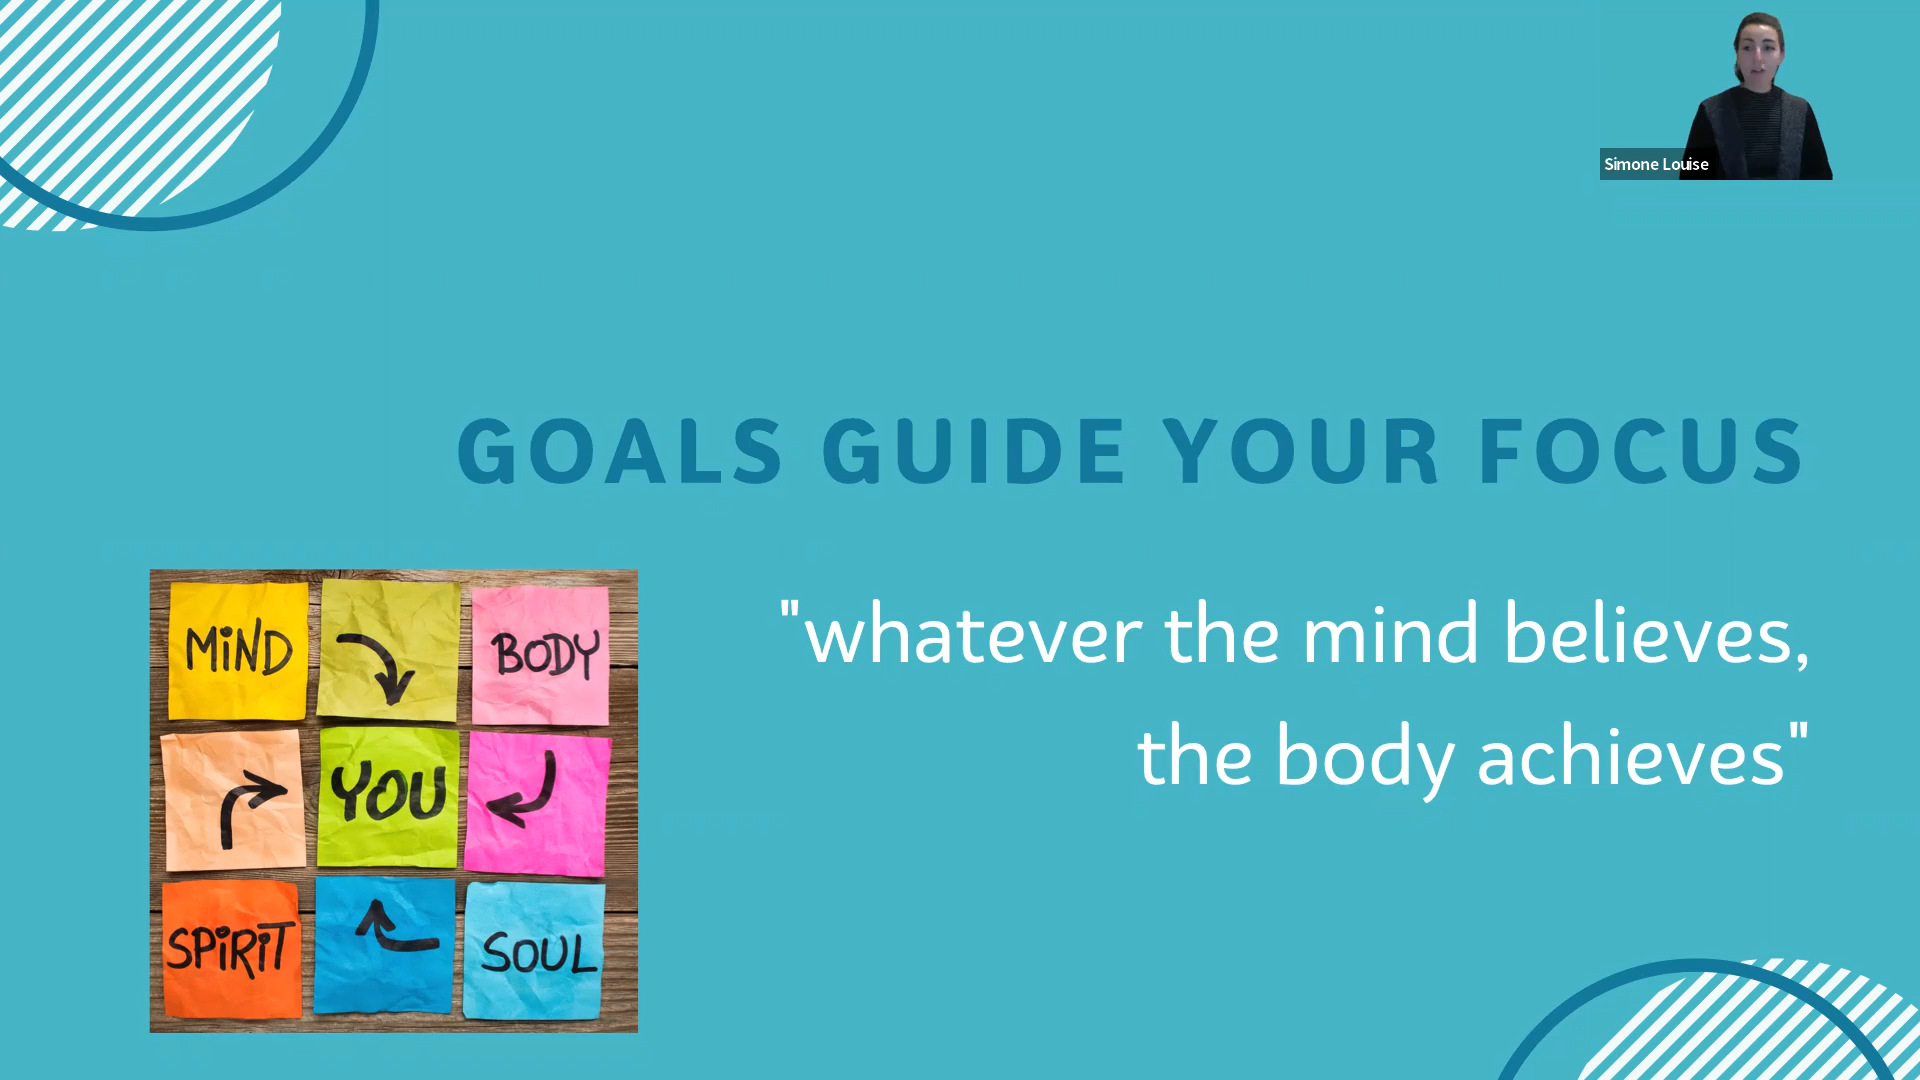 Simone Louise
GOALS GUIDE YOUR FOCUS
"whatever the mind believes,
the body achieves"
MiND
BODY
YOU
SPiRiT
SOUL